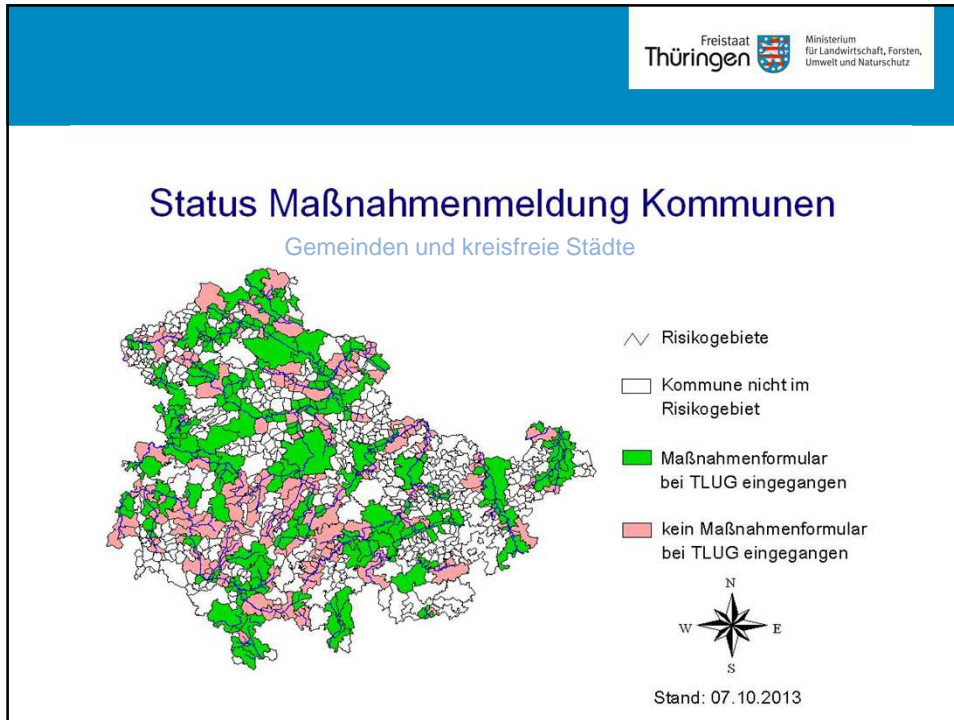 Freistaat
Thüringen
Ministerium
für Landwirtschaft, Forsten,
Umwelt und Naturschutz
Status Maßnahmenmeldung Kommunen
Gemeinden und kreisfreie Städte
Risikogebiete
Kommune nicht im
Risikogebiet
Maßnahmenformular
bei TLUG eingegangen
kein Maßnahmenformular
bei TLUG eingegangen
N
W E
S
Stand: 07.10.2013